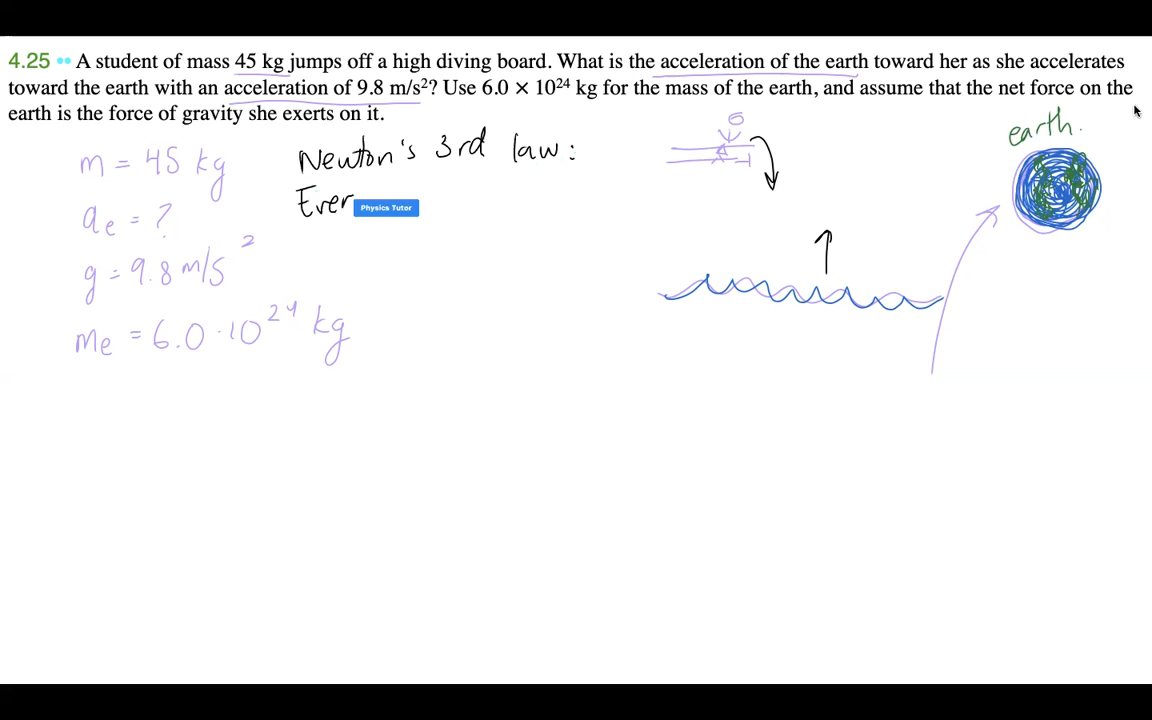 4.25 •• A student of mass 45 kg jumps off a high diving board. What is the acceleration of the earth toward her as she accelerates
toward the earth with an acceleration of 9.8 m/s²? Use 6.0 × 10²⁴ kg for the mass of the earth, and assume that the net force on the
earth is the force of gravity she exerts on it.
earth.
m = 45 kg
Newton's 3rd law:
Ever
Physics Tutor
ae = ?
g = 9.8 m/s²
me = 6.0 · 10²⁴ kg